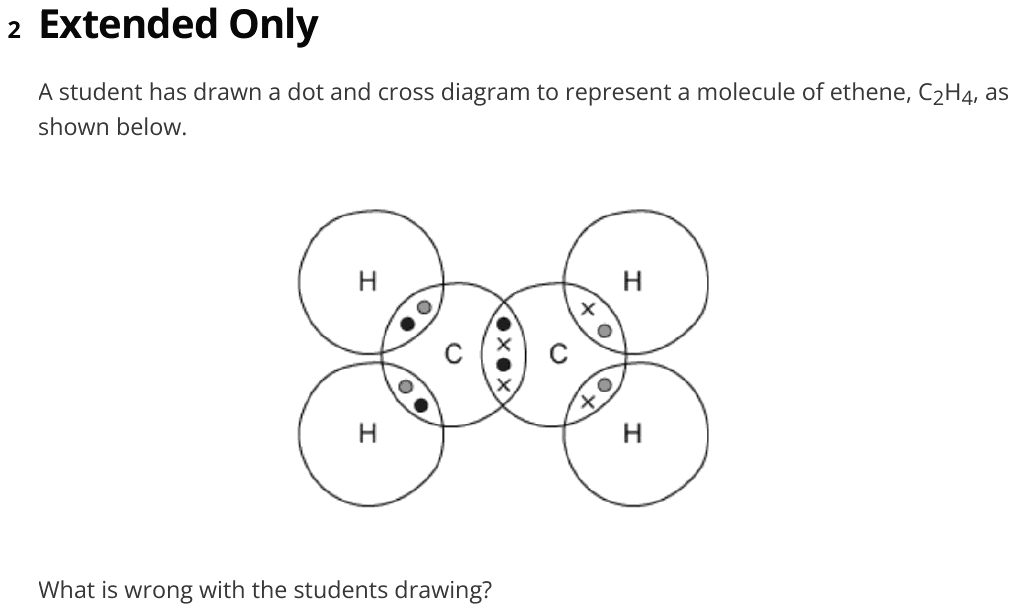 2 Extended Only
A student has drawn a dot and cross diagram to represent a molecule of ethene, C₂H₄, as
shown below.
H H
C C
H H
What is wrong with the students drawing?